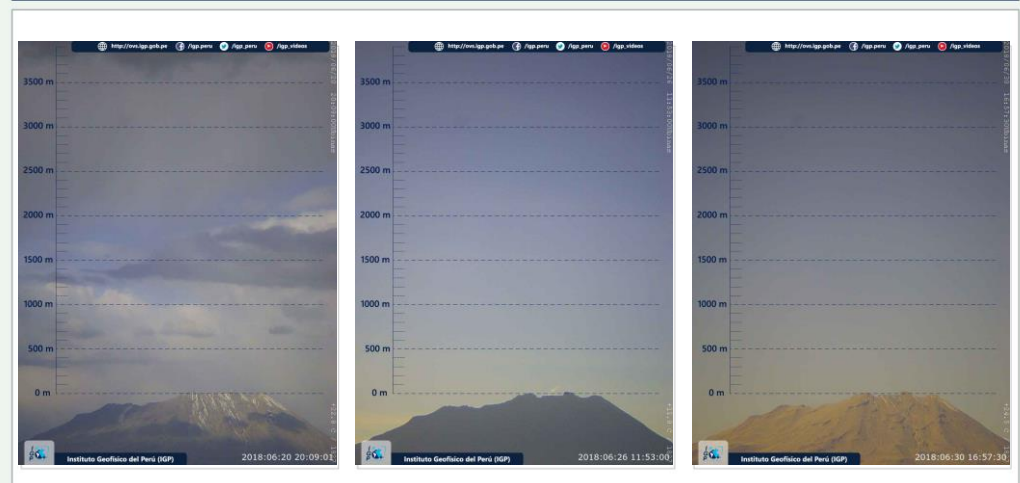 http://ovs.igp.gob.pe /igp.peru /igp_peru /igp_videos
3500 m
3000 m
2500 m
2000 m
1500 m
1000 m
500 m
0 m
Instituto Geofísico del Perú (IGP)
2018:06:20 20:09:01
http://ovs.igp.gob.pe /igp.peru /igp_peru /igp_videos
3500 m
3000 m
2500 m
2000 m
1500 m
1000 m
500 m
0 m
Instituto Geofísico del Perú (IGP)
2018:06:26 11:53:00
http://ovs.igp.gob.pe /igp.peru /igp_peru /igp_videos
3500 m
3000 m
2500 m
2000 m
1500 m
1000 m
500 m
0 m
Instituto Geofísico del Perú (IGP)
2018:06:30 16:57:30